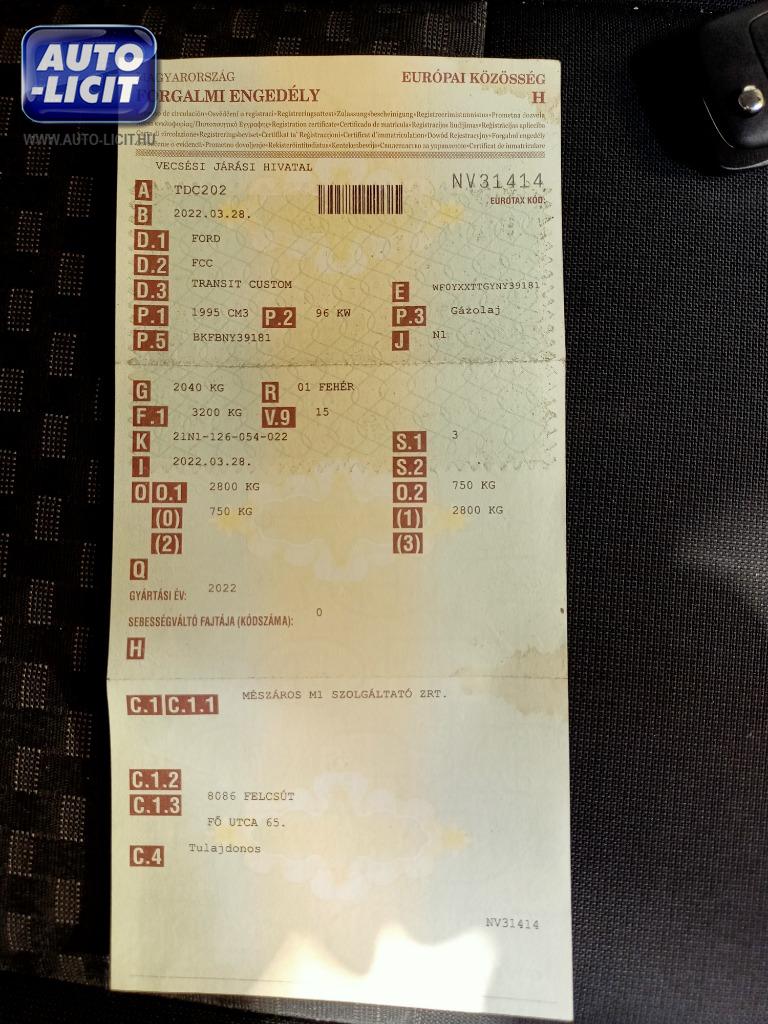 AUTO
-LICIT
WWW.AUTO-LICIT.HU
MAGYARORSZÁG EURÓPAI KÖZÖSSÉG
FORGALMI ENGEDÉLY H
VECSÉSI JÁRÁSI HIVATAL
NV31414
A TDC202
EUROTAX KÓD:
B 2022.03.28.
D.1 FORD
D.2 FCC
D.3 TRANSIT CUSTOM E WF0YXXTTGYNY39181
P.1 1995 CM3 P.2 96 KW P.3 Gázolaj
P.5 BKFBNY39181 J N1
G 2040 KG R 01 FEHÉR
F.1 3200 KG V.9 15
K 21N1-126-054-022 S.1 3
I 2022.03.28. S.2
O O.1 2800 KG O.2 750 KG
(0) 750 KG (1) 2800 KG
(2) (3)
Q
GYÁRTÁSI ÉV: 2022
SEBESSÉGVÁLTÓ FAJTÁJA (KÓDSZÁMA): 0
H
C.1 C.1.1 MÉSZÁROS M1 SZOLGÁLTATÓ ZRT.
C.1.2
C.1.3 8086 FELCSÚT
FŐ UTCA 65.
C.4 Tulajdonos
NV31414